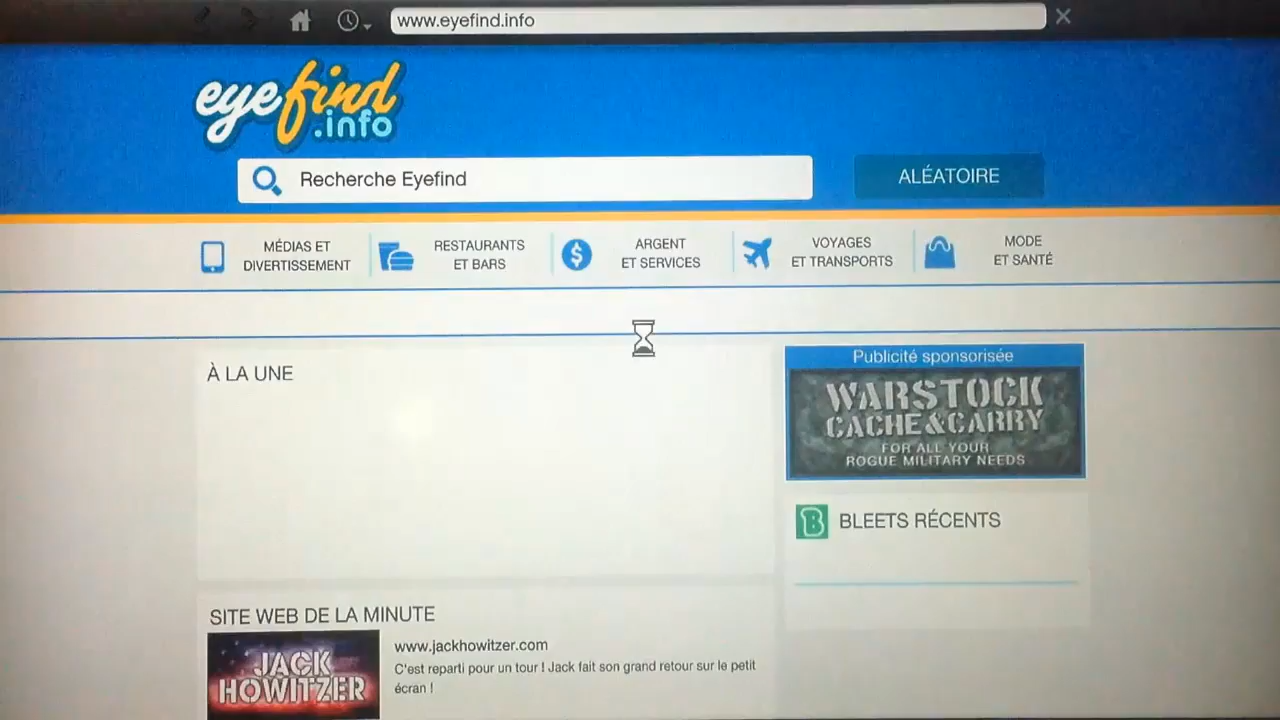 www.eyefind.info
eyefind
.info
Recherche Eyefind
ALÉATOIRE
MÉDIAS ET
DIVERTISSEMENT
RESTAURANTS
ET BARS
ARGENT
ET SERVICES
VOYAGES
ET TRANSPORTS
MODE
ET SANTÉ
À LA UNE
Publicité sponsorisée
WARSTOCK
CACHE&CARRY
FOR ALL YOUR
ROGUE MILITARY NEEDS
B BLEETS RÉCENTS
SITE WEB DE LA MINUTE
JACK
HOWITZER
www.jackhowitzer.com
C'est reparti pour un tour ! Jack fait son grand retour sur le petit
écran !